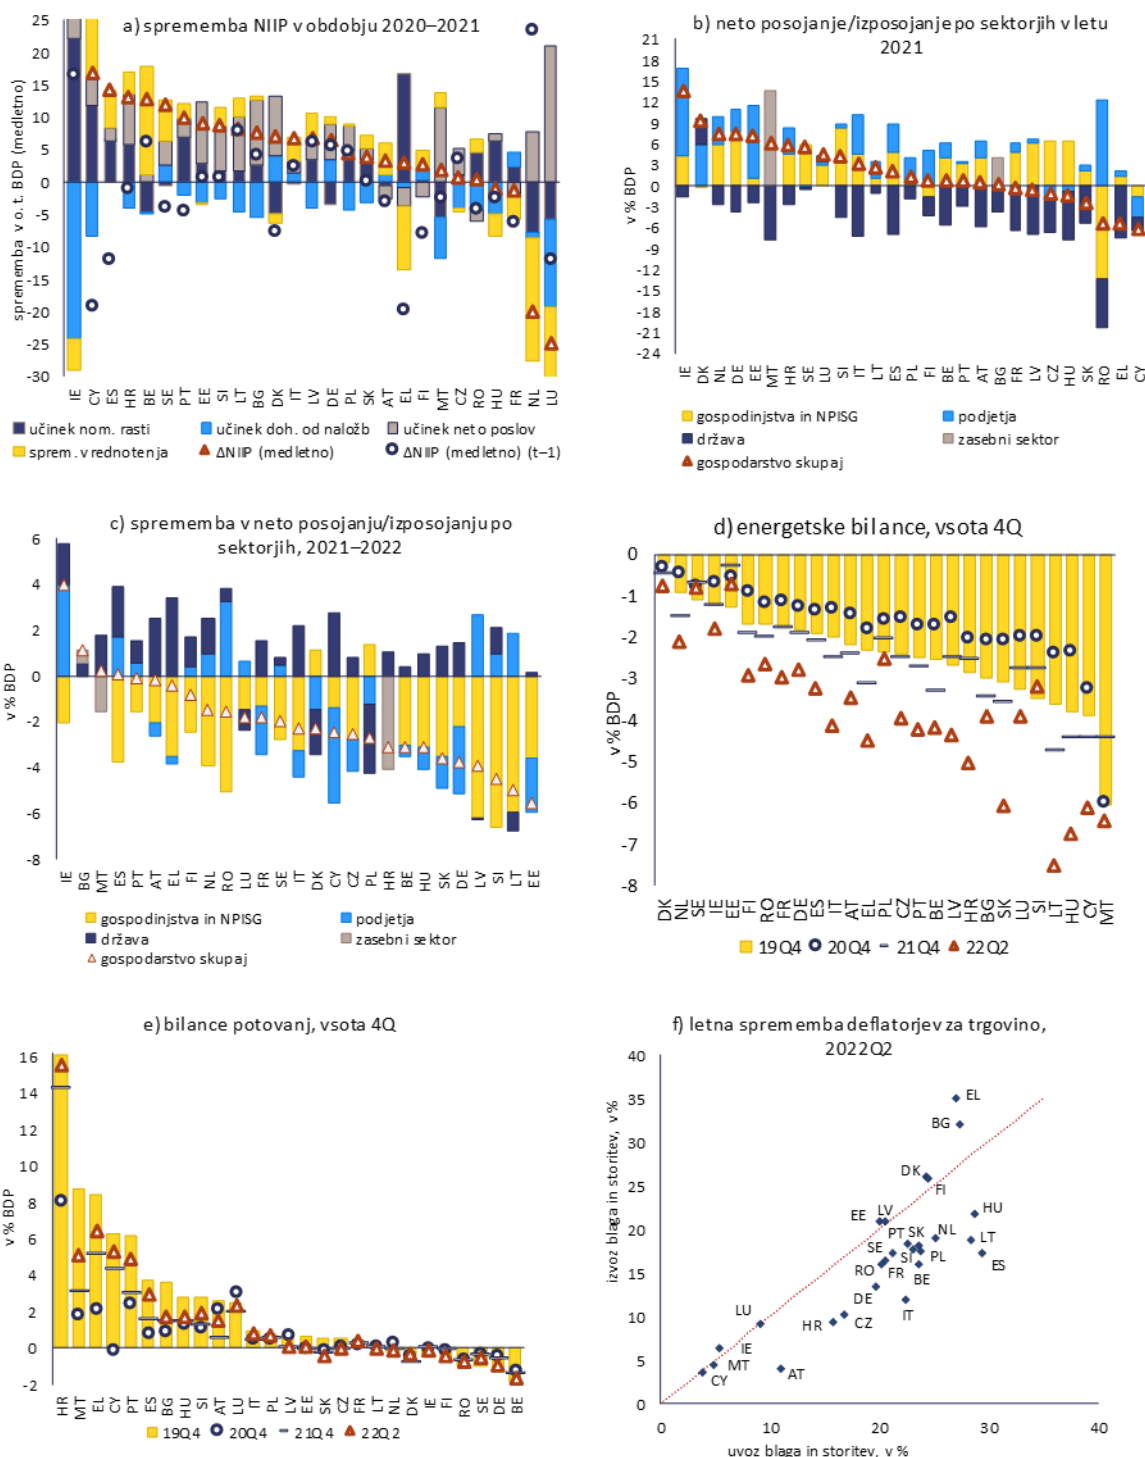 a) sprememba NIIP v obdobju 2020–2021
sprememba v o. t. BDP (medletno)
25
20
15
10
5
0
-5
-10
-15
-20
-25
-30
IE CY ES HR BE SE PT EE SI LT BG DK IT LV DE PL SK AT EL FI MT CZ RO HU FR NL LU
učinek nom. rasti učinek doh. od naložb učinek neto poslov
sprem. vrednotenja ΔNIIP (medletno) ΔNIIP (medletno) (t–1)
b) neto posojanje/izposojanje po sektorjih v letu
2021
v % BDP
21
18
15
12
9
6
3
0
-3
-6
-9
-12
-15
-18
-21
-24
IE DK NL DE EE MT HR SE LU SI IT LT ES PL FI BE PT AT BG FR LV CZ HU SK RO EL CY
gospodinjstva in NPISG podjetja
država zasebni sektor
gospodarstvo skupaj
c) sprememba v neto posojanju/izposojanju po
sektorjih, 2021–2022
v % BDP
6
4
2
0
-2
-4
-6
-8
IE BG MT ES PT AT EL FI NL RO LU FR SE IT DK CY CZ PL HR BE HU SK DE LV SI LT EE
gospodinjstva in NPISG podjetja
država zasebni sektor
gospodarstvo skupaj
d) energetske bilance, vsota 4Q
v % BDP
0
-1
-2
-3
-4
-5
-6
-7
-8
DK NL SE IE EE FI RO FR DE ES IT AT EL PL CZ PT BE LV HR BG SK LU SI LT HU CY MT
19Q4 20Q4 21Q4 22Q2
e) bilance potovanj, vsota 4Q
v % BDP
16
14
12
10
8
6
4
2
0
-2
HR MT EL CY PT ES BG HU SI AT LU IT PL LV EE SK CZ FR LT NL DK IE FI RO SE DE BE
19Q4 20Q4 21Q4 22Q2
f) letna sprememba deflatorjev za trgovino,
2022Q2
izvoz blaga in storitev, v %
40
35
30
25
20
15
10
5
0
EL
BG
DK
FI
HU
EE LV
PT SK NL LT
SE SI PL ES
RO FR BE
DE IT
LU HR CZ
IE
MT AT
CY
0 10 20 30 40
uvoz blaga in storitev, v %